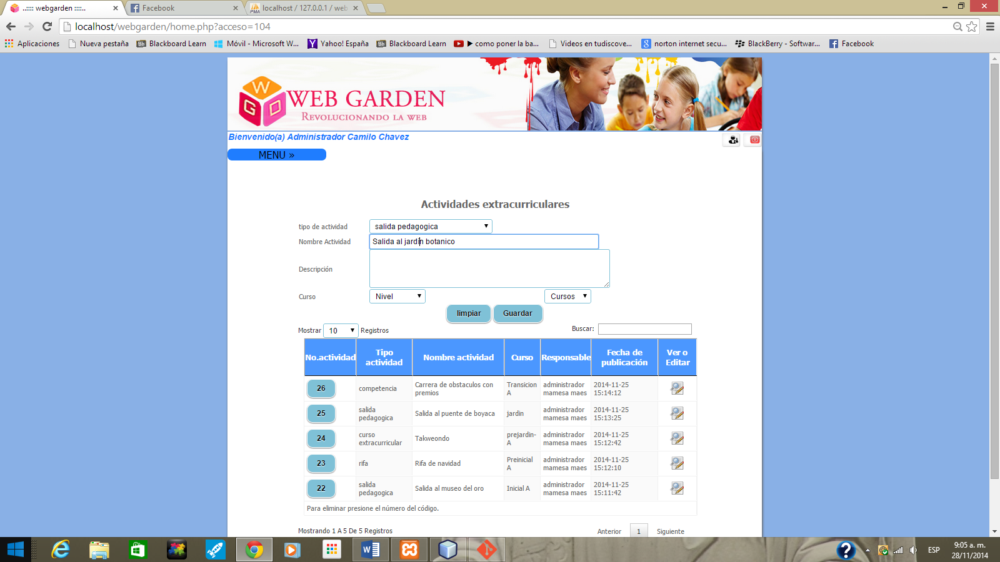 ..:::: webgarden ::::..
Facebook
localhost / 127.0.0.1 / web
localhost/webgarden/home.php?acceso=104
Aplicaciones
Nueva pestaña
Bb Blackboard Learn
Móvil - Microsoft W...
Yahoo! España
Bb Blackboard Learn
como poner la ba...
Videos en tudiscove...
norton internet secu...
BlackBerry - Softwar...
Facebook
W G D
WEB GARDEN
REVOLUCIONANDO LA WEB
Bienvenido(a) Administrador Camilo Chavez
MENU »
Actividades extracurriculares
tipo de actividad salida pedagogica
Nombre Actividad Salida al jardin botanico
Descripción
Curso Nivel Cursos
limpiar Guardar
Mostrar 10 Registros Buscar:
No.actividad Tipo actividad Nombre actividad Curso Responsable Fecha de publicación Ver o Editar
26 competencia Carrera de obstaculos con premios Transicion A administrador mamesa maes 2014-11-25 15:14:12
25 salida pedagogica Salida al puente de boyaca jardin administrador mamesa maes 2014-11-25 15:13:25
24 curso extracurricular Takweondo prejardin-A administrador mamesa maes 2014-11-25 15:12:42
23 rifa Rifa de navidad Preinicial A administrador mamesa maes 2014-11-25 15:12:10
22 salida pedagogica Salida al museo del oro Inicial A administrador mamesa maes 2014-11-25 15:11:42
Para eliminar presione el número del código.
Mostrando 1 A 5 De 5 Registros
Anterior 1 Siguiente
ESP
9:05 a. m.
28/11/2014